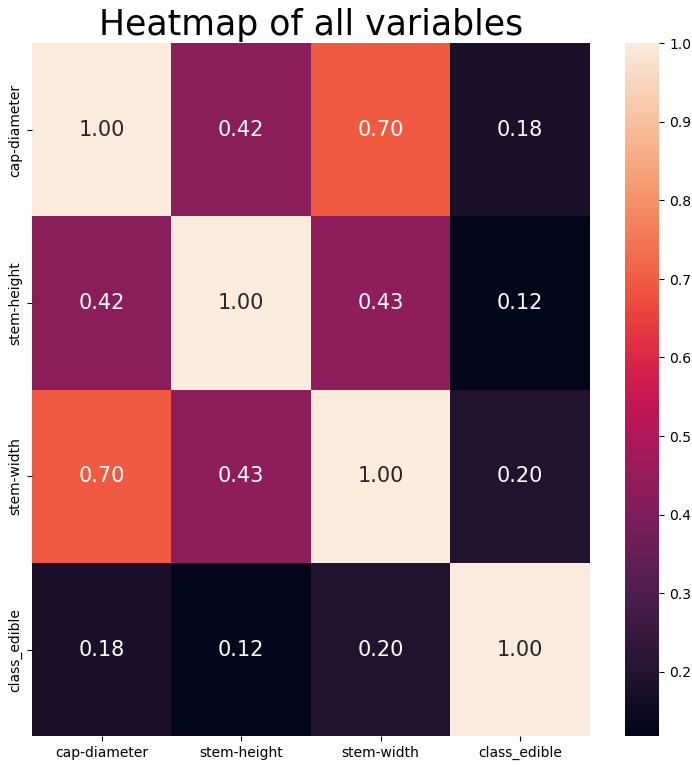 Heatmap of all variables
cap-diameter 1.00 0.42 0.70 0.18
stem-height 0.42 1.00 0.43 0.12
stem-width 0.70 0.43 1.00 0.20
class_edible 0.18 0.12 0.20 1.00
cap-diameter stem-height stem-width class_edible
1.0
0.9
0.8
0.7
0.6
0.5
0.4
0.3
0.2